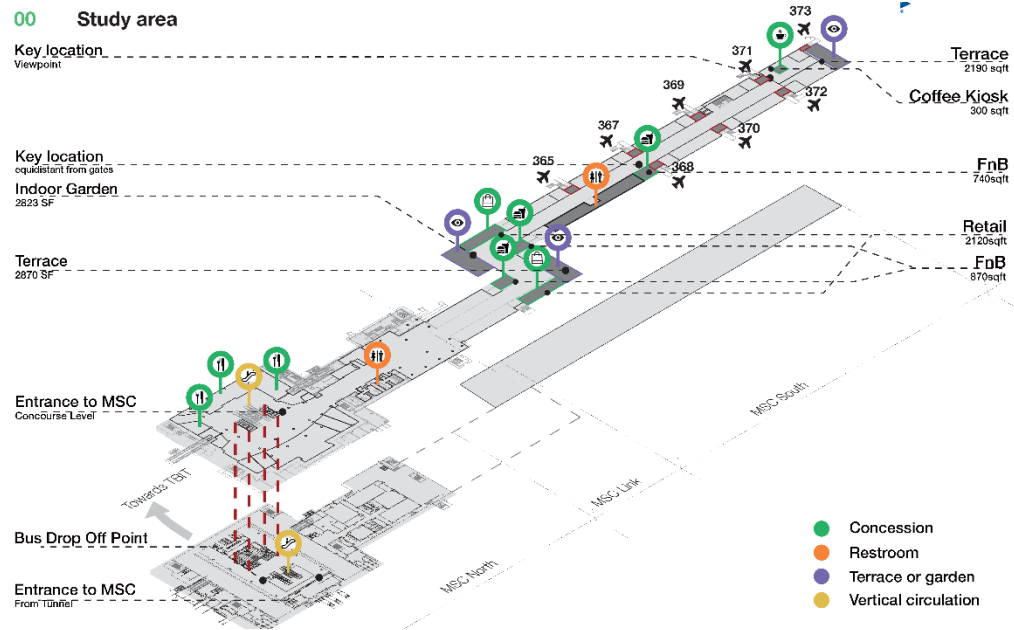 00 Study area
Key location
Viewpoint
Key location
equidistant from gates
Indoor Garden
2823 SF
Terrace
2870 SF
Entrance to MSC
Concourse Level
Towards TBIT
Bus Drop Off Point
Entrance to MSC
From Tunnel
373
371
372
369
370
367
368
365
Terrace
2190 sqft
Coffee Kiosk
300 sqft
FnB
740sqft
Retail
2120sqft
FnB
870sqft
MSC South
MSC Link
MSC North
Concession
Restroom
Terrace or garden
Vertical circulation